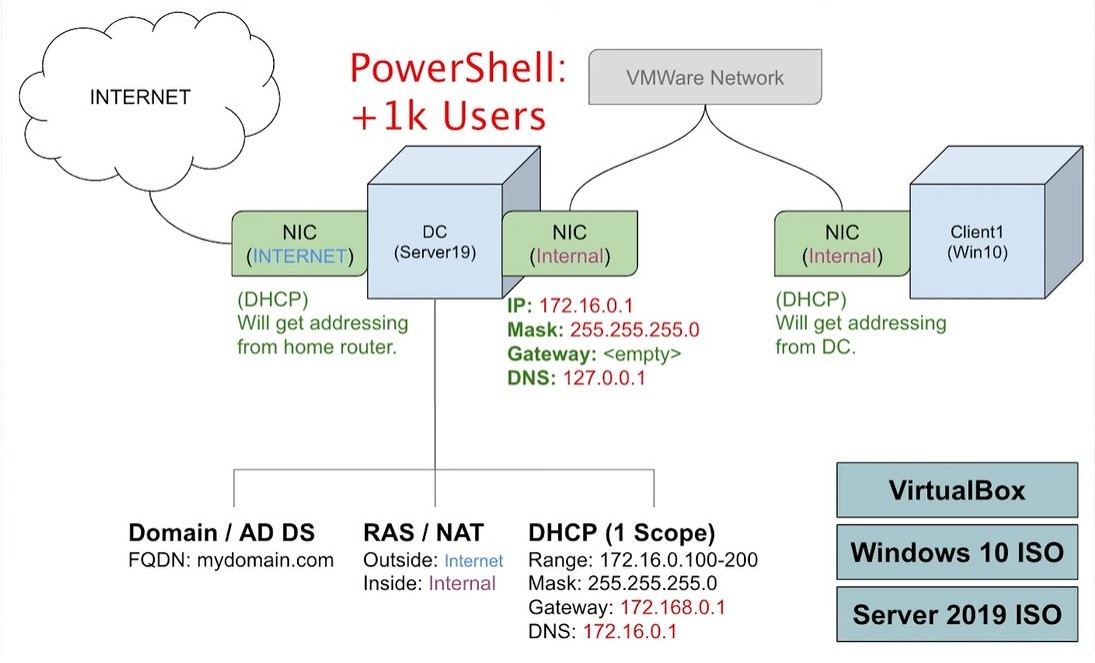 INTERNET
PowerShell:
+1k Users
VMWare Network
NIC
(INTERNET)
DC
(Server19)
NIC
(Internal)
NIC
(Internal)
Client1
(Win10)
(DHCP)
Will get addressing
from home router.
IP: 172.16.0.1
Mask: 255.255.255.0
Gateway: <empty>
DNS: 127.0.0.1
(DHCP)
Will get addressing
from DC.
Domain / AD DS
FQDN: mydomain.com
RAS / NAT
Outside: Internet
Inside: Internal
DHCP (1 Scope)
Range: 172.16.0.100-200
Mask: 255.255.255.0
Gateway: 172.168.0.1
DNS: 172.16.0.1
VirtualBox
Windows 10 ISO
Server 2019 ISO